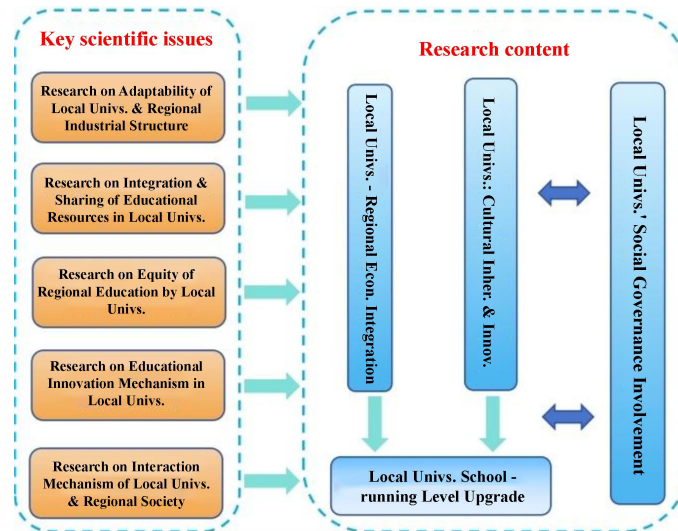 Key scientific issues
Research on Adaptability of
Local Univs. & Regional
Industrial Structure
Research on Integration &
Sharing of Educational
Resources in Local Univs.
Research on Equity of
Regional Education by Local
Univs.
Research on Educational
Innovation Mechanism in
Local Univs.
Research on Interaction
Mechanism of Local Univs.
& Regional Society
Research content
Local Univs. - Regional Econ. Integration
Local Univs.: Cultural Inher. & Innov.
Local Univs.' Social Governance Involvement
Local Univs. School -
running Level Upgrade